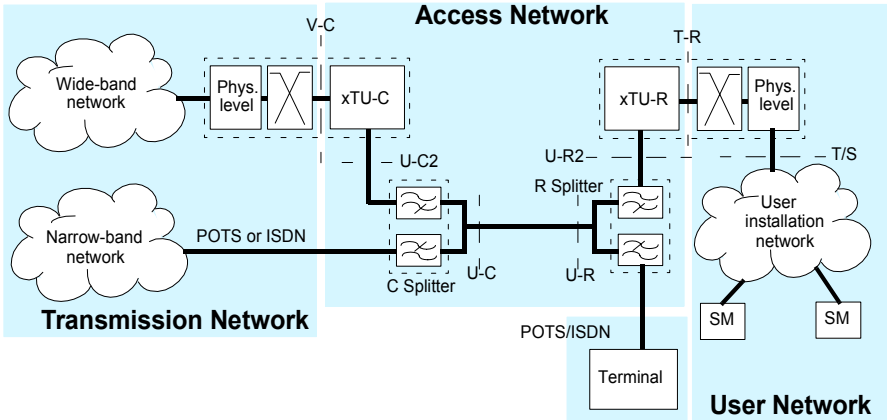 Access Network
V-C
T-R
Wide-band
network
Phys.
level
xTU-C
xTU-R
Phys.
level
U-C2
U-R2
T/S
R Splitter
User
installation
network
Narrow-band
network
POTS or ISDN
U-C
U-R
C Splitter
Transmission Network
SM
SM
POTS/ISDN
Terminal
User Network